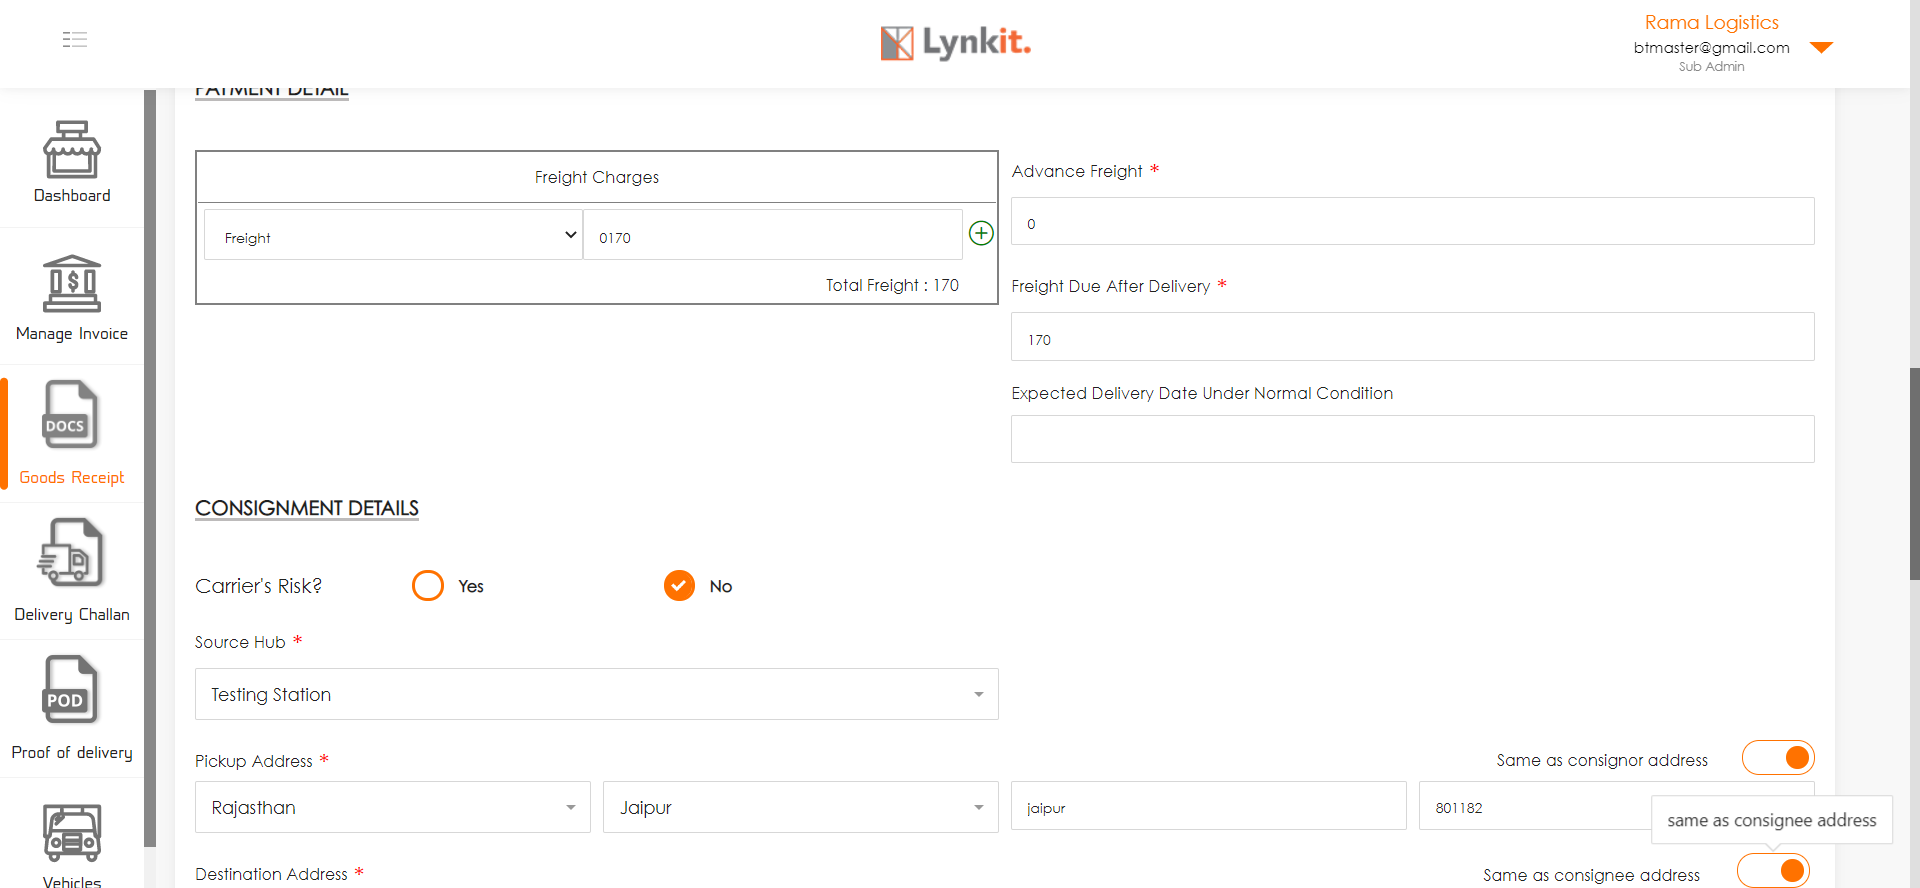 Lynkit.
Rama Logistics
btmaster@gmail.com
Sub Admin
Dashboard
Manage Invoice
DOCS
Goods Receipt
Delivery Challan
POD
Proof of delivery
Vehicles
PAYMENT DETAIL
Freight Charges
Freight
0170
Total Freight : 170
Advance Freight *
0
Freight Due After Delivery *
170
Expected Delivery Date Under Normal Condition
CONSIGNMENT DETAILS
Carrier's Risk?
Yes
No
Source Hub *
Testing Station
Pickup Address *
Same as consignor address
Rajasthan
Jaipur
jaipur
801182
same as consignee address
Destination Address *
Same as consignee address